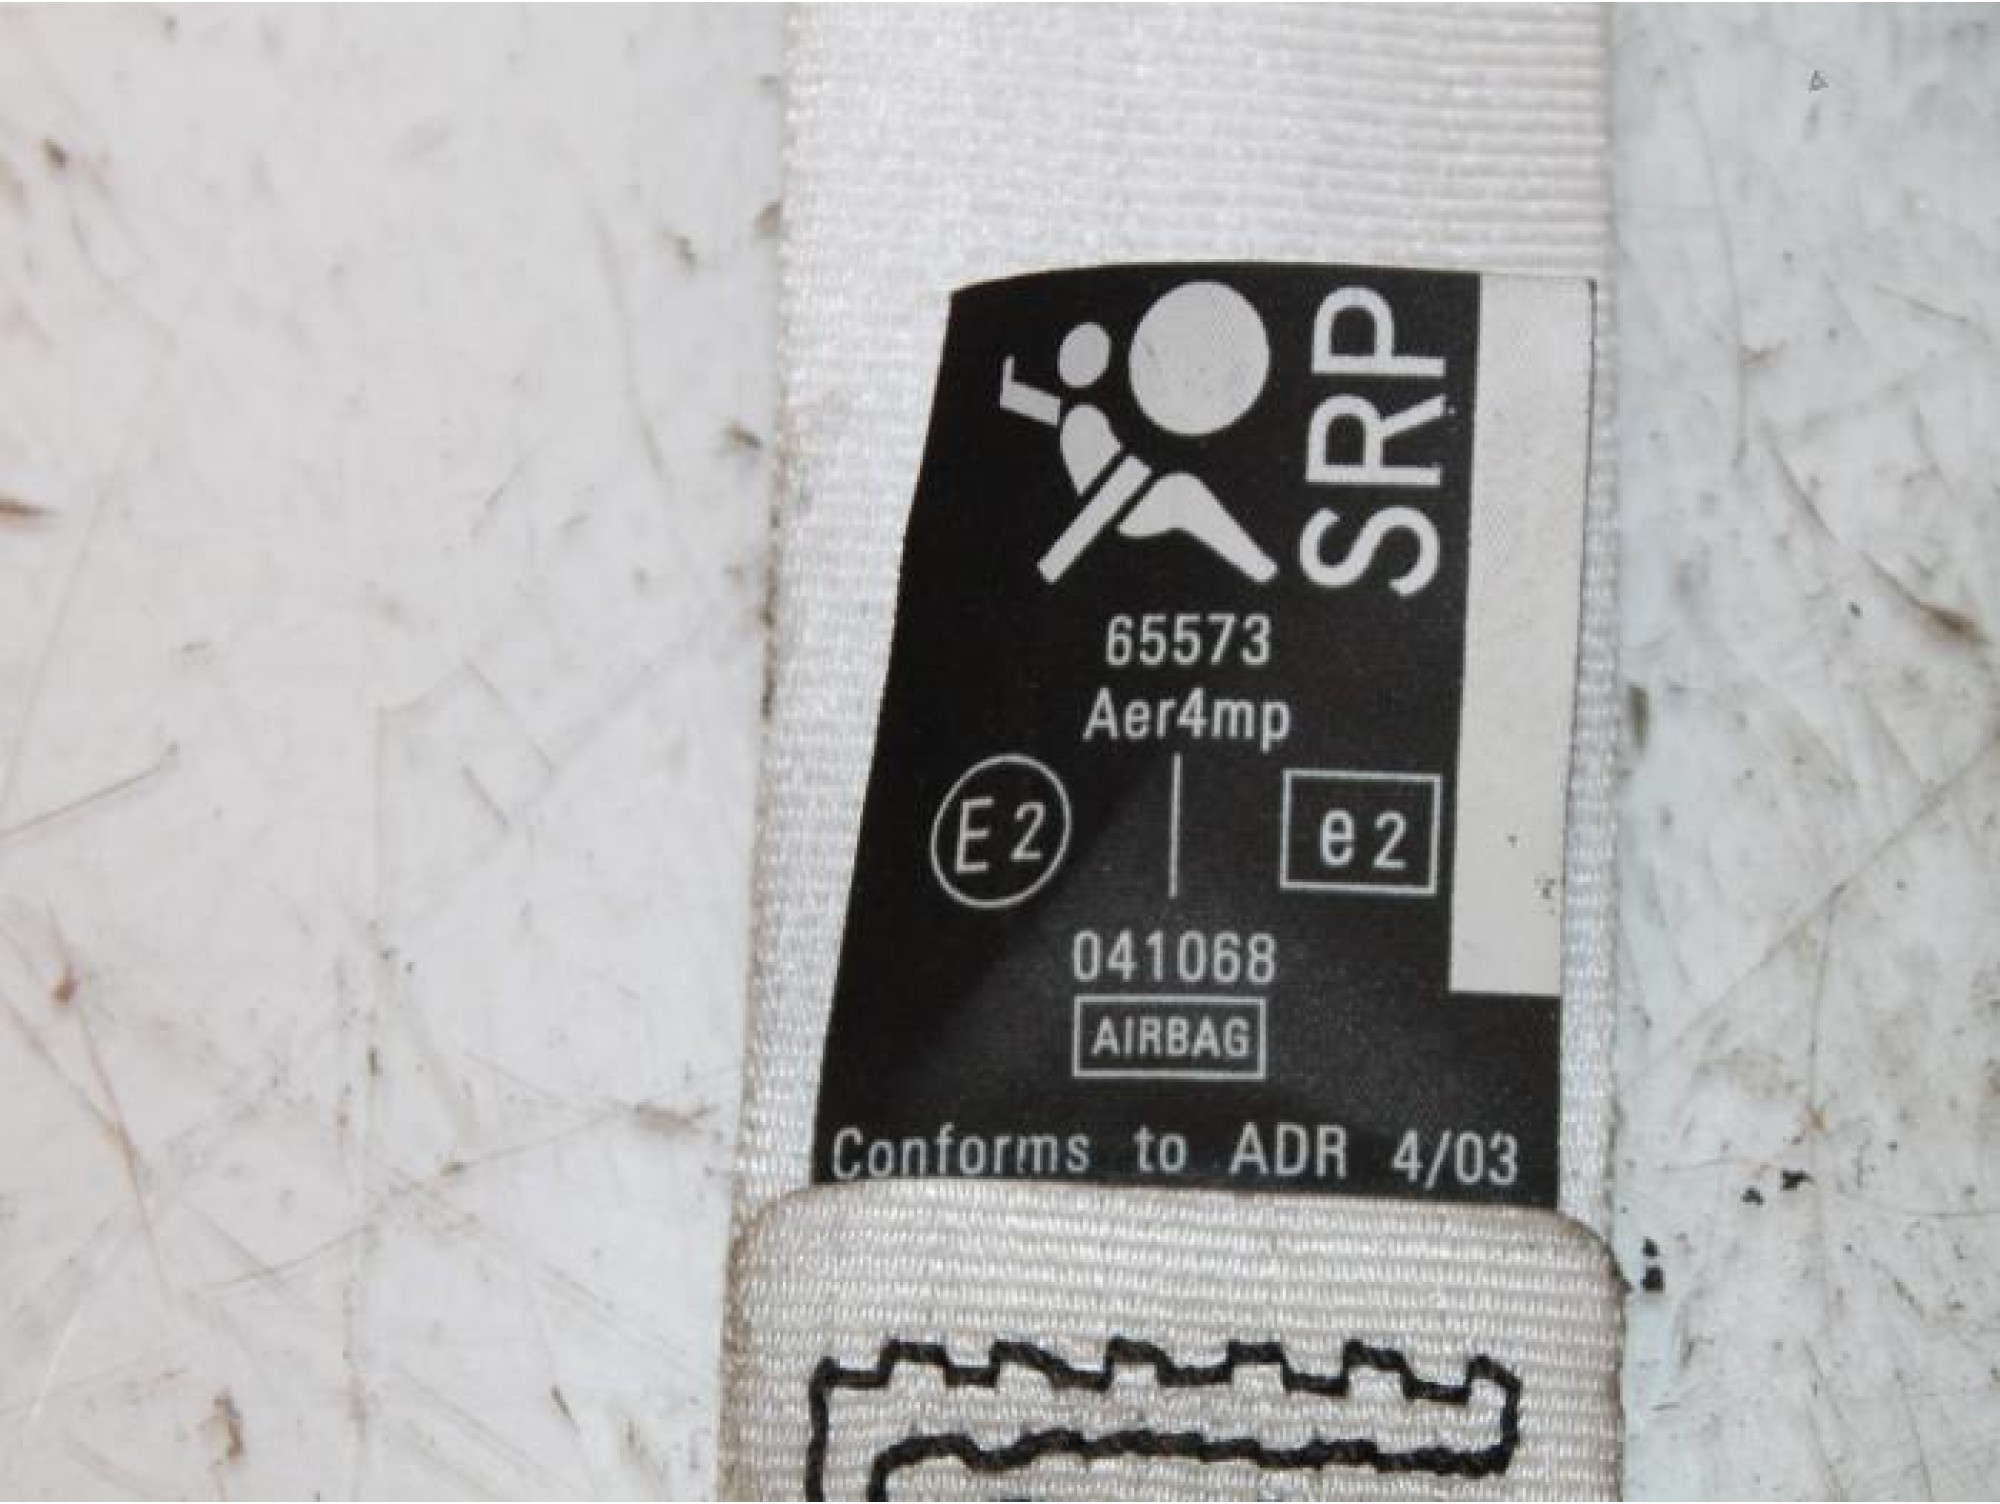 SRP
65573
Aer4mp
E2
e2
041068
AIRBAG
Conforms to ADR 4/03